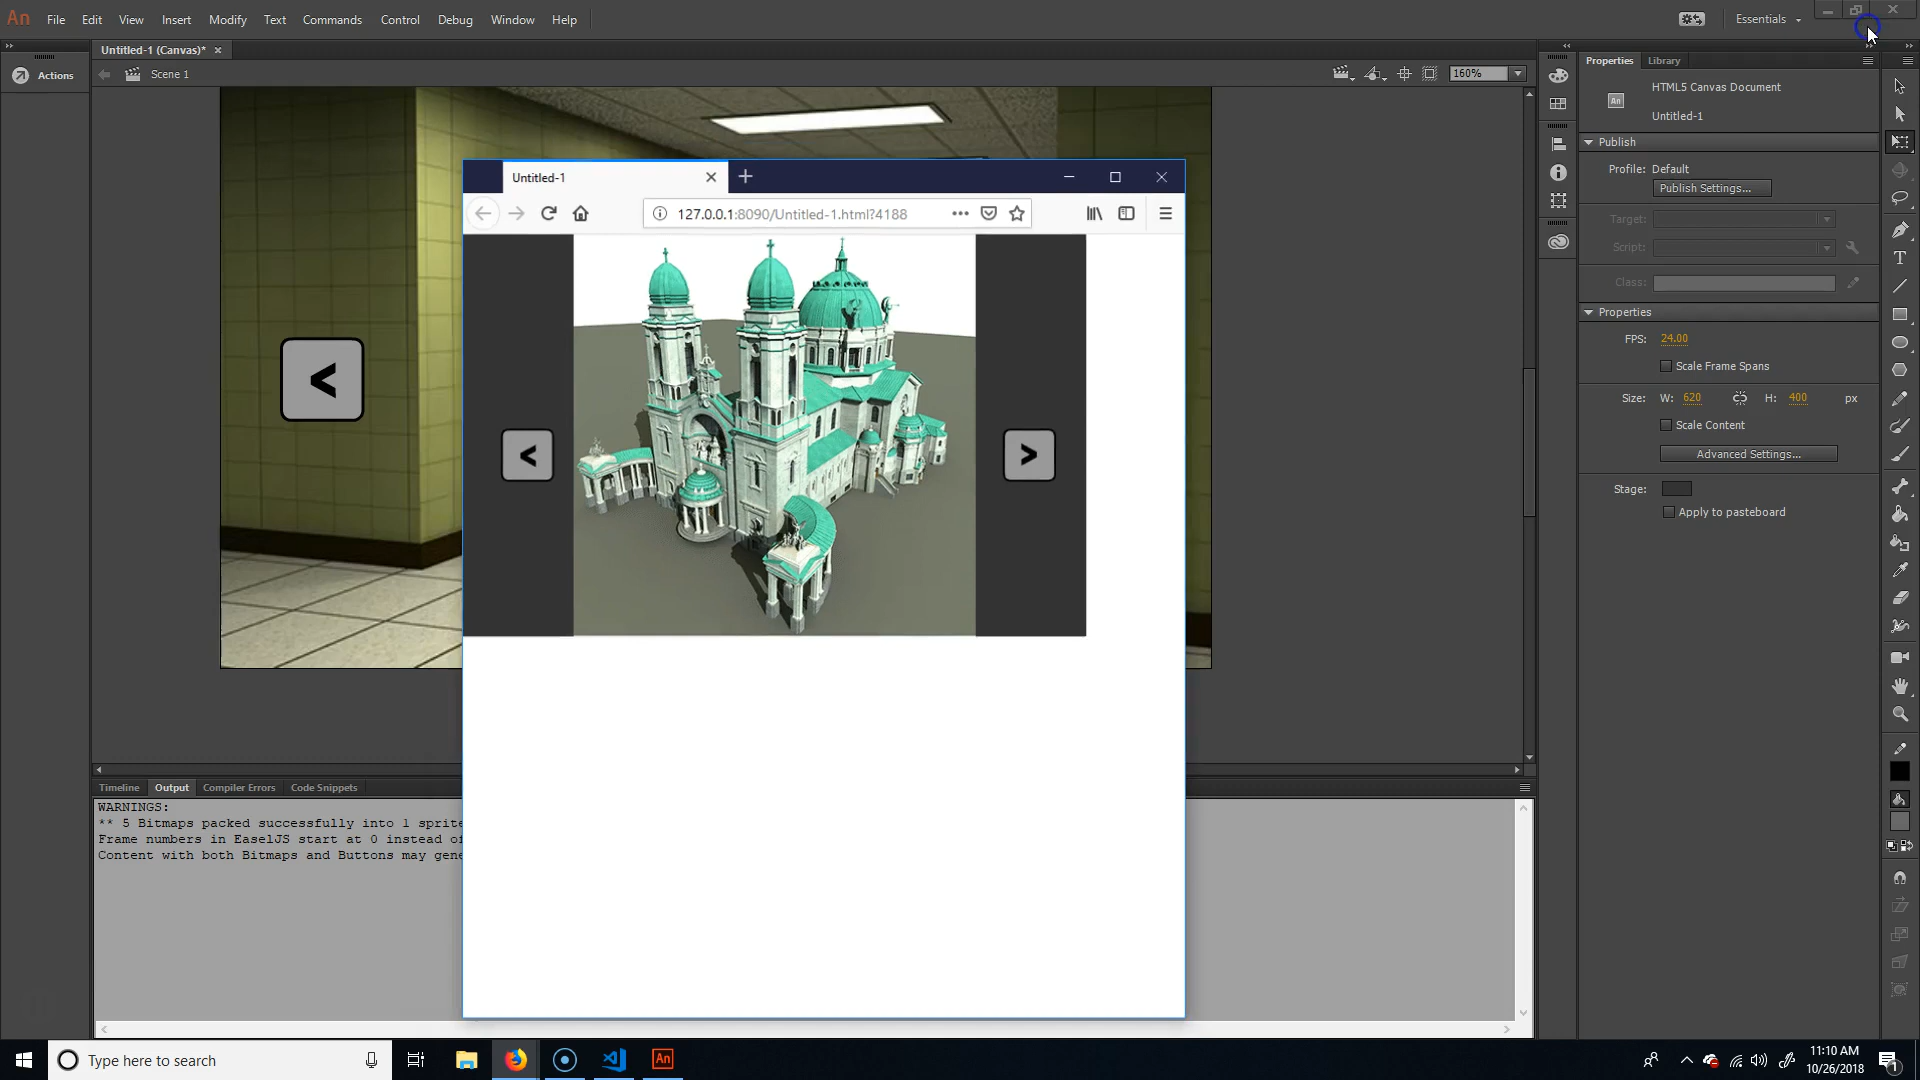 An File Edit View Insert Modify Text Commands Control Debug Window Help Essentials
Untitled-1 (Canvas)* ×
Actions
Scene 1
160%
Properties Library
HTML5 Canvas Document
An
Untitled-1
Publish
Profile: Default
Publish Settings...
Target:
Script:
Class:
Properties
FPS: 24.00
Scale Frame Spans
Size: W: 620 H: 400 px
Scale Content
Advanced Settings...
Stage:
Apply to pasteboard
T
<
Untitled-1
127.0.0.1:8090/Untitled-1.html?4188
< >
Timeline Output Compiler Errors Code Snippets
WARNINGS:
** 5 Bitmaps packed successfully into 1 sprite
Frame numbers in EaselJS start at 0 instead of
Content with both Bitmaps and Buttons may gene
Type here to search
An
11:10 AM
10/26/2018
1